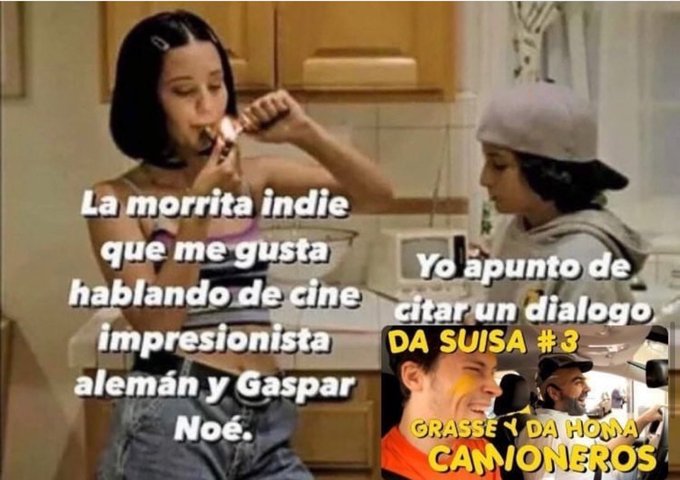 La morrita indie
que me gusta
hablando de cine
impresionista
alemán y Gaspar
Noé.
Yo apunto de
citar un dialogo
DA SUISA #3
GRASSE Y DA HOMA
CAMIONEROS